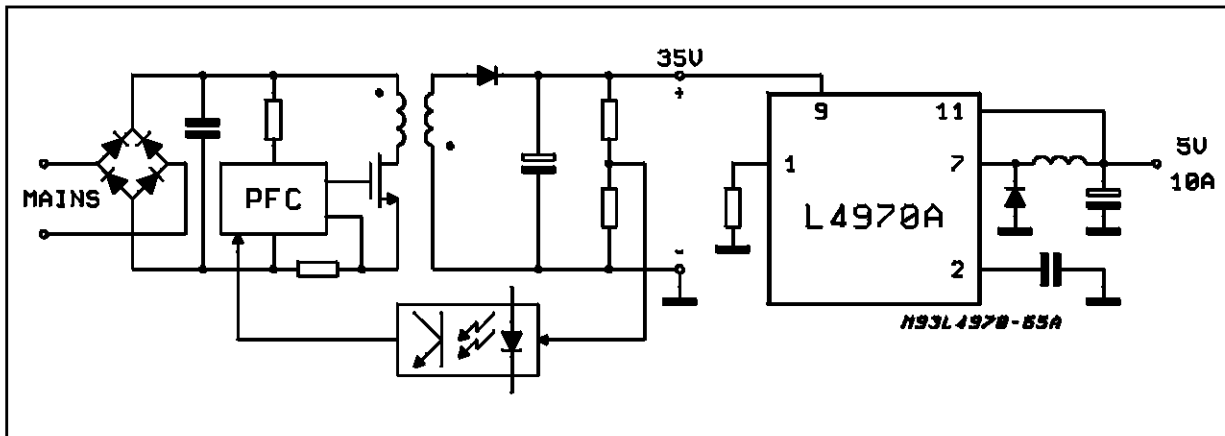 35V
+
MAINS
PFC
-
9
11
1
7
L4970A
2
5V
10A
M93L4970-65A